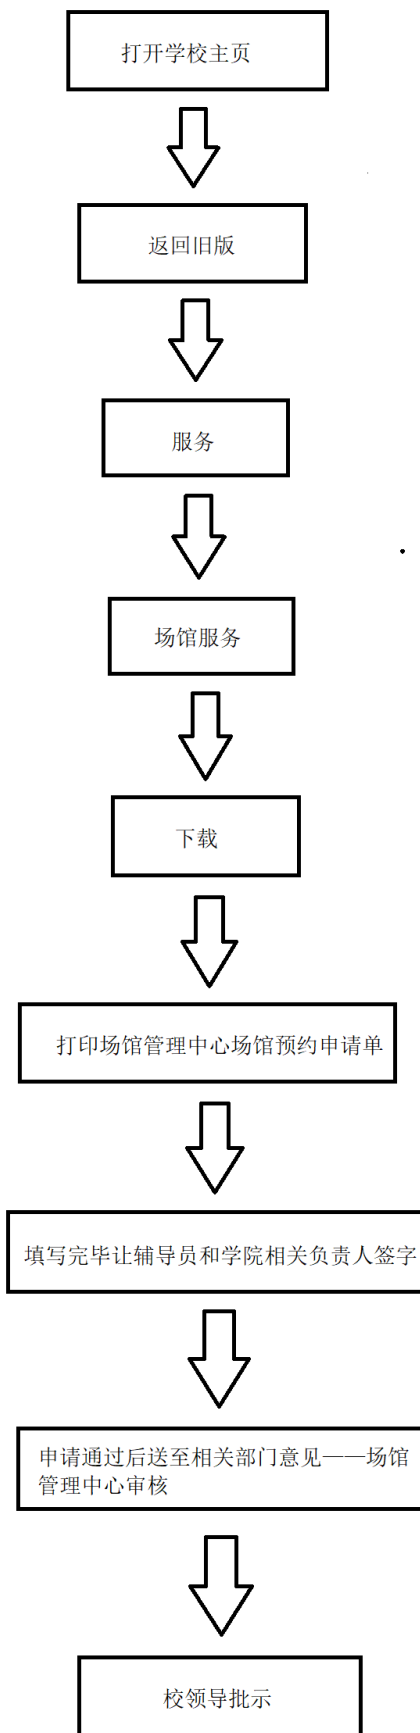 打开学校主页
返回旧版
服务
场馆服务
下载
打印场馆管理中心场馆预约申请单
填写完毕让辅导员和学院相关负责人签字
申请通过后送至相关部门意见——场馆
管理中心审核
校领导批示